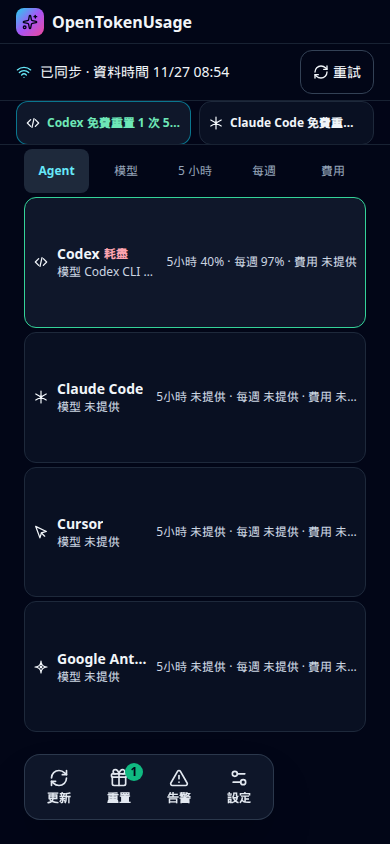 OpenTokenUsage
已同步 · 資料時間 11/27 08:54
重試
Codex 免費重置 1 次 5...
Claude Code 免費重...
Agent
模型
5 小時
每週
費用
Codex 耗盡
模型 Codex CLI ...
5小時 40% · 每週 97% · 費用 未提供
Claude Code
模型 未提供
5小時 未提供 · 每週 未提供 · 費用 未...
Cursor
模型 未提供
5小時 未提供 · 每週 未提供 · 費用 未...
Google Ant...
模型 未提供
5小時 未提供 · 每週 未提供 · 費用 未...
更新
1
重置
告警
設定